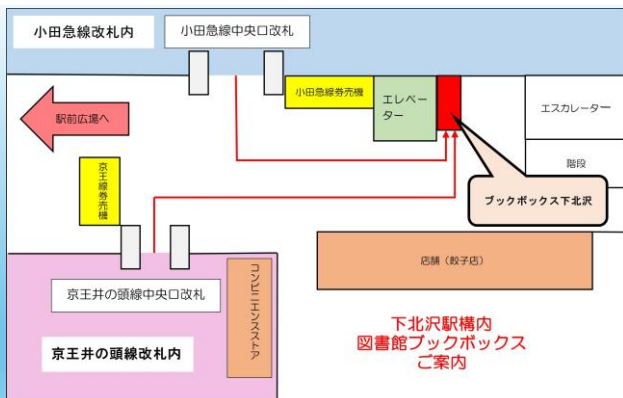 小田急線改札内
小田急線中央口改札
小田急線券売機
エレベー
ター
エスカレーター
駅前広場へ
階段
京王線券売機
ブックボックス下北沢
京王井の頭線中央口改札
コンビニエンスストア
店舗（餃子店）
京王井の頭線改札内
下北沢駅構内
図書館ブックボックス
ご案内